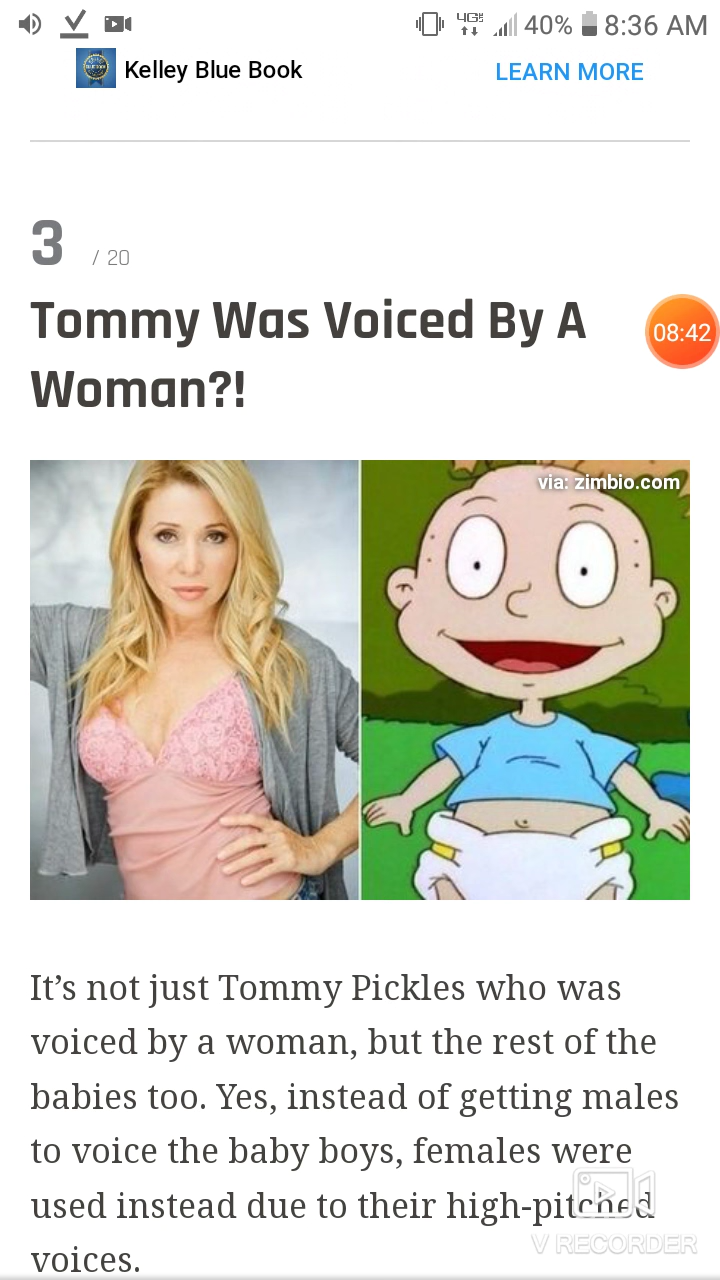 4G 40% 8:36 AM
Kelley Blue Book LEARN MORE
3 / 20
Tommy Was Voiced By A
08:42
Woman?!
via: zimbio.com
It’s not just Tommy Pickles who was
voiced by a woman, but the rest of the
babies too. Yes, instead of getting males
to voice the baby boys, females were
used instead due to their high-pitched
voices.
V RECORDER